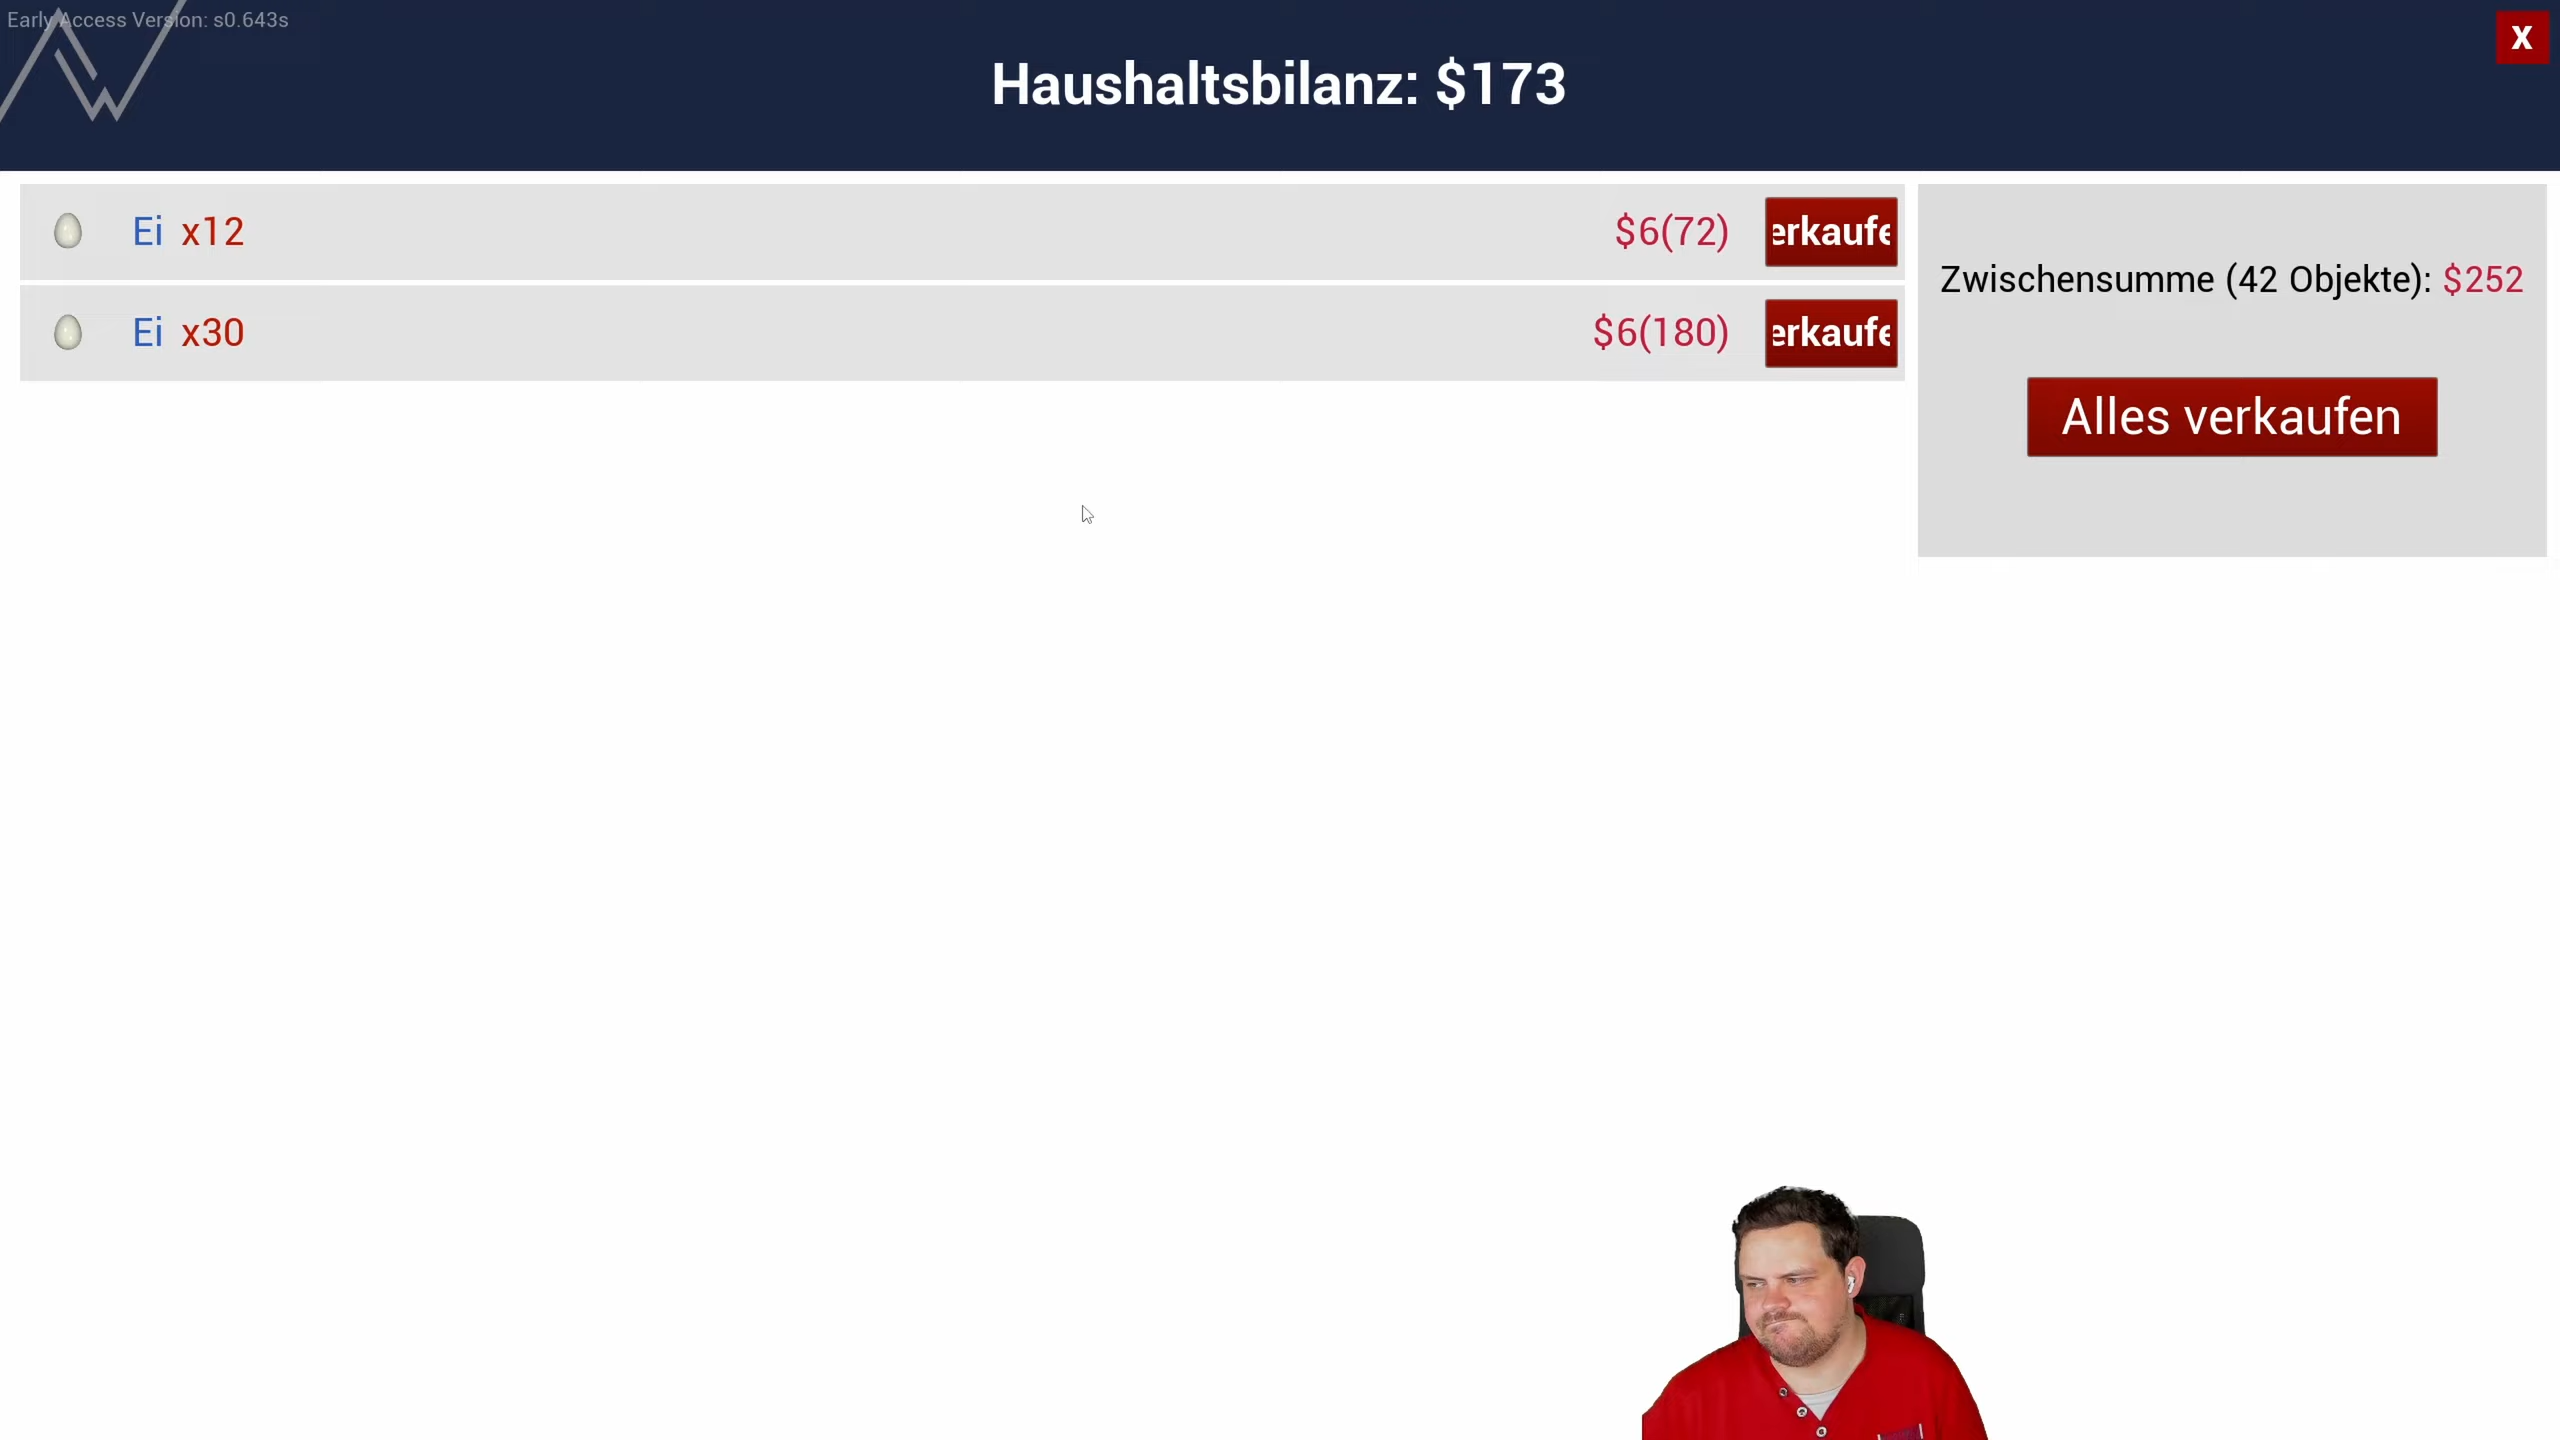 Early Access Version: s0.643s
X
Haushaltsbilanz: $173
Ei x12 $6(72) erkaufe
Ei x30 $6(180) erkaufe
Zwischensumme (42 Objekte): $252
Alles verkaufen